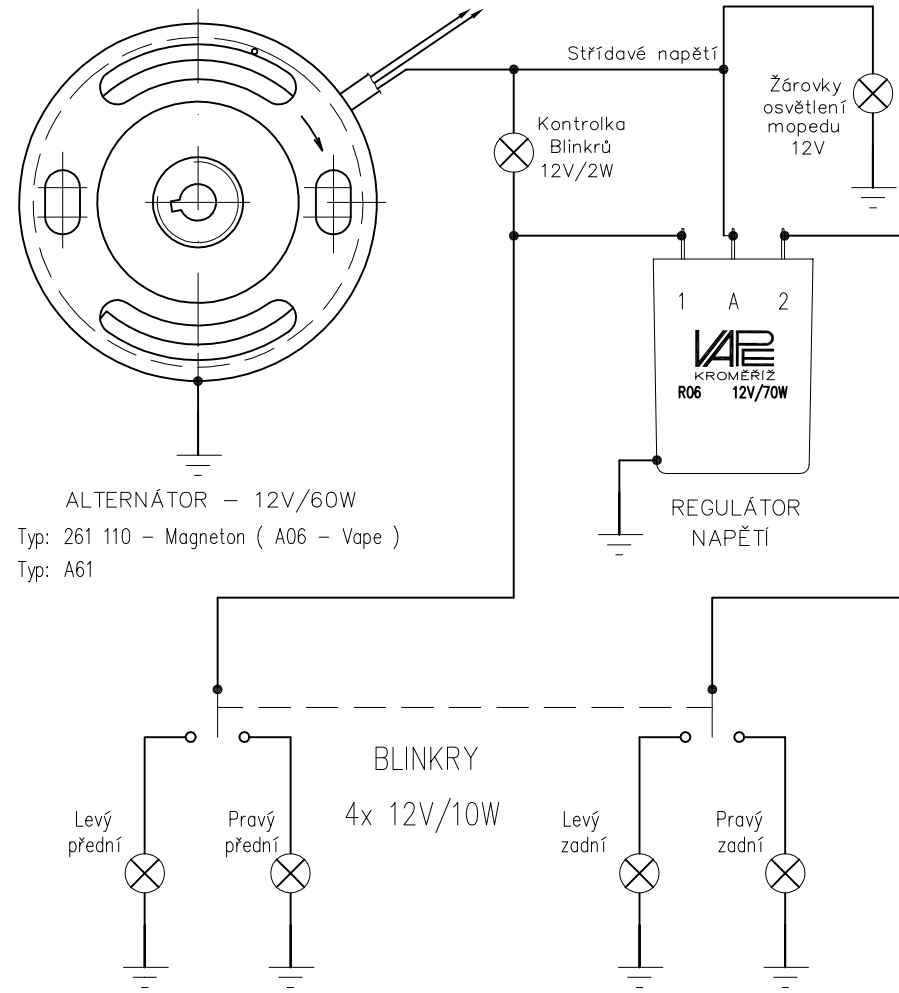 Střídavé napětí
Žárovky
osvětlení
mopedu
12V
Kontrolka
Blinkrů
12V/2W
1 A 2
VAPE
KROMĚŘÍŽ
R06 12V/70W
ALTERNÁTOR – 12V/60W
Typ: 261 110 – Magneton ( A06 – Vape )
Typ: A61
REGULÁTOR
NAPĚTÍ
BLINKRY
4x 12V/10W
Levý
přední
Pravý
přední
Levý
zadní
Pravý
zadní